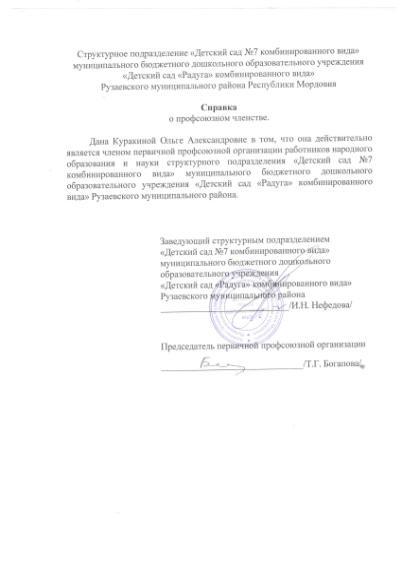 Структурное подразделение «Детский сад №7 комбинированного вида»
муниципального бюджетного дошкольного образовательного учреждения
«Детский сад «Радуга» комбинированного вида»
Рузаевского муниципального района Республики Мордовия
Справка
о профсоюзном членстве.
Дана Куракиной Ольге Александровне в том, что она действительно
является членом первичной профсоюзной организации работников народного
образования и науки структурного подразделения «Детский сад №7
комбинированного вида» муниципального бюджетного дошкольного
образовательного учреждения «Детский сад «Радуга» комбинированного
вида» Рузаевского муниципального района.
Заведующий структурным подразделением
«Детский сад №7 комбинированного вида»
муниципального бюджетного дошкольного
образовательного учреждения
«Детский сад «Радуга» комбинированного вида»
Рузаевского муниципального района
/И.Н. Нефедова/
Председатель первичной профсоюзной организации
/Т.Г. Богапова/